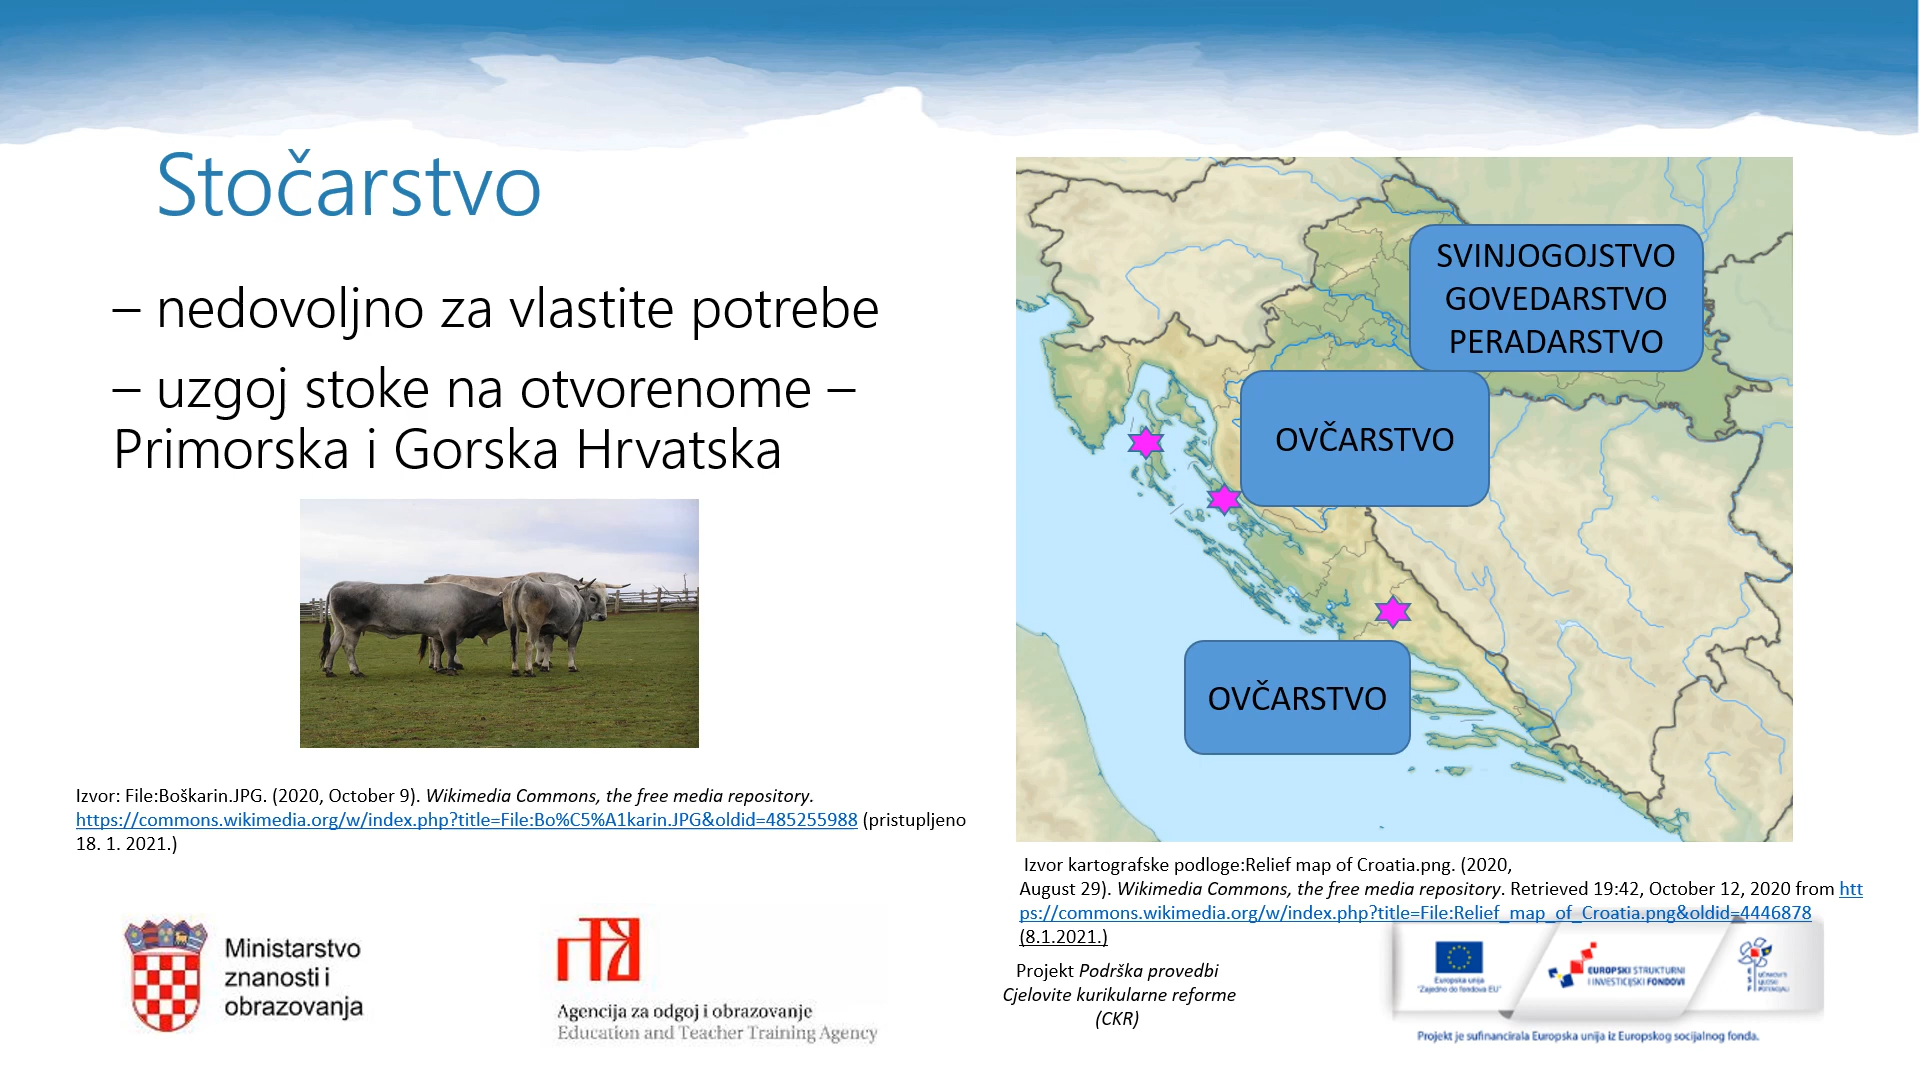 Stočarstvo
– nedovoljno za vlastite potrebe
– uzgoj stoke na otvorenome –
Primorska i Gorska Hrvatska
SVINJOGOJSTVO
GOVEDARSTVO
PERADARSTVO
OVČARSTVO
OVČARSTVO
Izvor: File:Boškarin.JPG. (2020, October 9). Wikimedia Commons, the free media repository.
https://commons.wikimedia.org/w/index.php?title=File:Bo%C5%A1karin.JPG&oldid=485255988 (pristupljeno
18. 1. 2021.)
Izvor kartografske podloge:Relief map of Croatia.png. (2020,
August 29). Wikimedia Commons, the free media repository. Retrieved 19:42, October 12, 2020 from htt
ps://commons.wikimedia.org/w/index.php?title=File:Relief_map_of_Croatia.png&oldid=4446878
(8.1.2021.)
Ministarstvo
znanosti i
obrazovanja
Agencija za odgoj i obrazovanje
Education and Teacher Training Agency
Projekt Podrška provedbi
Cjelovite kurikularne reforme
(CKR)
Europska unija
"Zajedno do fondova EU"
EUROPSKI STRUKTURNI
I INVESTICIJSKI FONDOVI
Projekt je sufinancirala Europska unija iz Europskog socijalnog fonda.